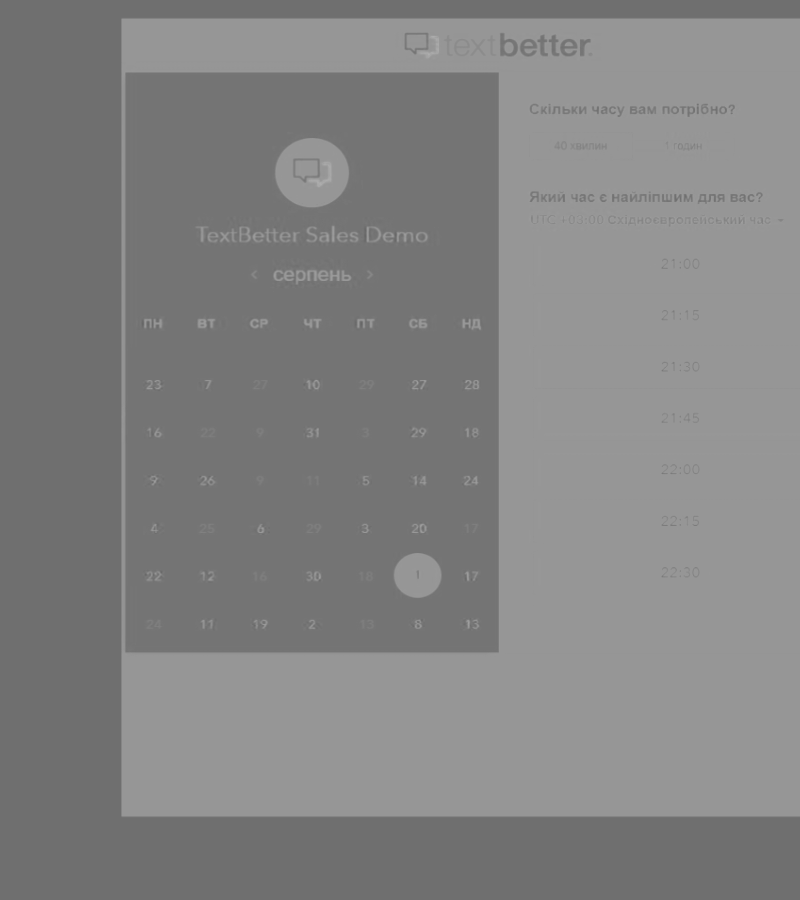 textbetter.
TextBetter Sales Demo
< серпень >
ПН ВТ СР ЧТ ПТ СБ НД
23 7 27 10 29 27 28
16 22 9 31 3 29 18
9 26 9 11 5 14 24
4 25 6 29 3 20 17
22 12 16 30 18 1 17
24 11 19 2 13 8 13
Скільки часу вам потрібно?
40 хвилин 1 годин
Який час є найліпшим для вас?
UTC +03:00 Східноєвропейський час
21:00
21:15
21:30
21:45
22:00
22:15
22:30